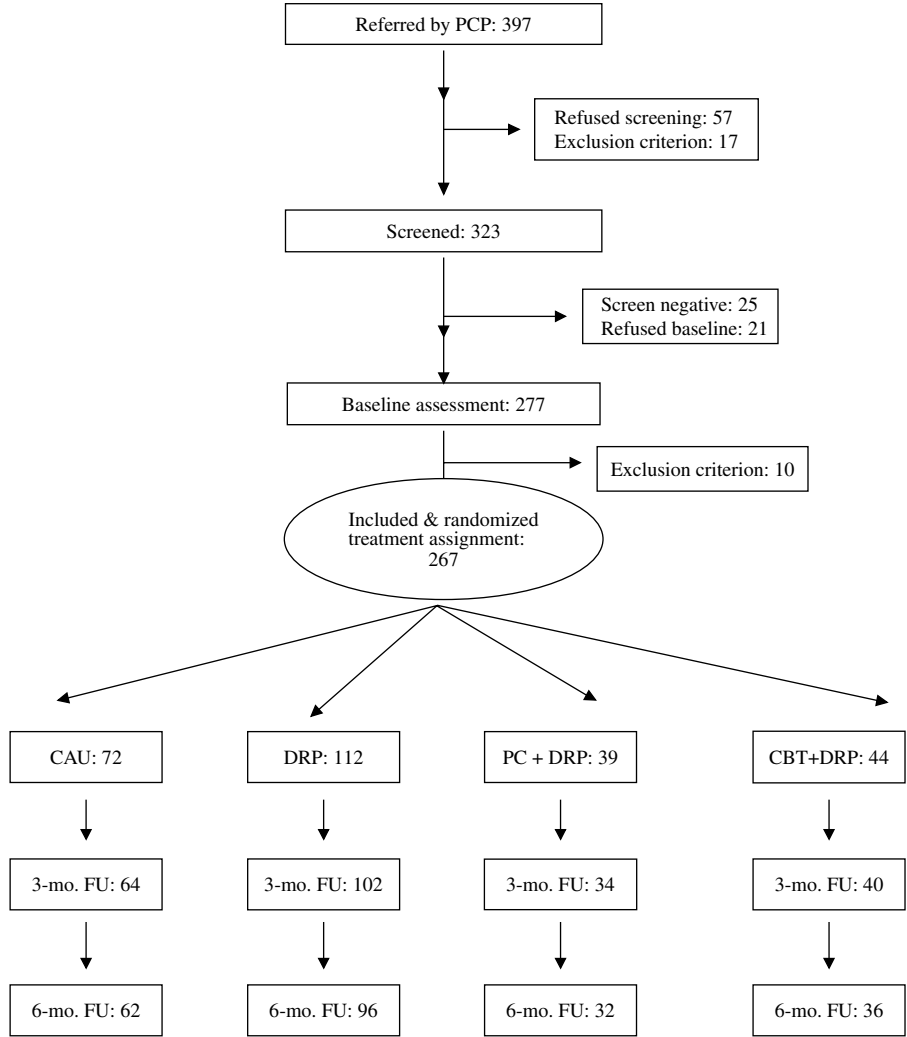 Referred by PCP: 397
Refused screening: 57
Exclusion criterion: 17
Screened: 323
Screen negative: 25
Refused baseline: 21
Baseline assessment: 277
Exclusion criterion: 10
Included & randomized
treatment assignment:
267
CAU: 72
DRP: 112
PC + DRP: 39
CBT+DRP: 44
3-mo. FU: 64
3-mo. FU: 102
3-mo. FU: 34
3-mo. FU: 40
6-mo. FU: 62
6-mo. FU: 96
6-mo. FU: 32
6-mo. FU: 36